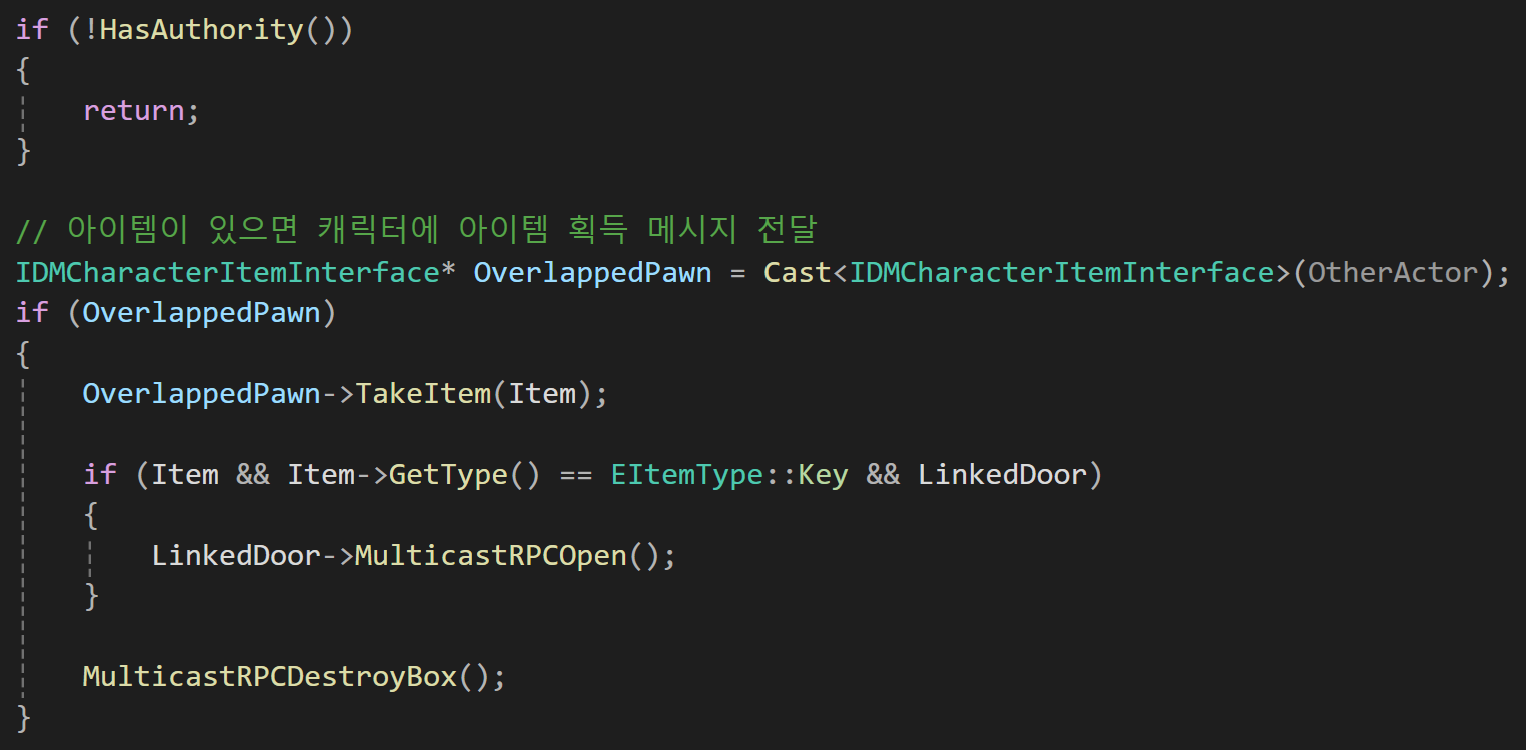 if (!HasAuthority())
{
    return;
}

// 아이템이 있으면 캐릭터에 아이템 획득 메시지 전달
IDMCharacterItemInterface* OverlappedPawn = Cast<IDMCharacterItemInterface>(OtherActor);
if (OverlappedPawn)
{
    OverlappedPawn->TakeItem(Item);

    if (Item && Item->GetType() == EItemType::Key && LinkedDoor)
    {
        LinkedDoor->MulticastRPCOpen();
    }

    MulticastRPCDestroyBox();
}